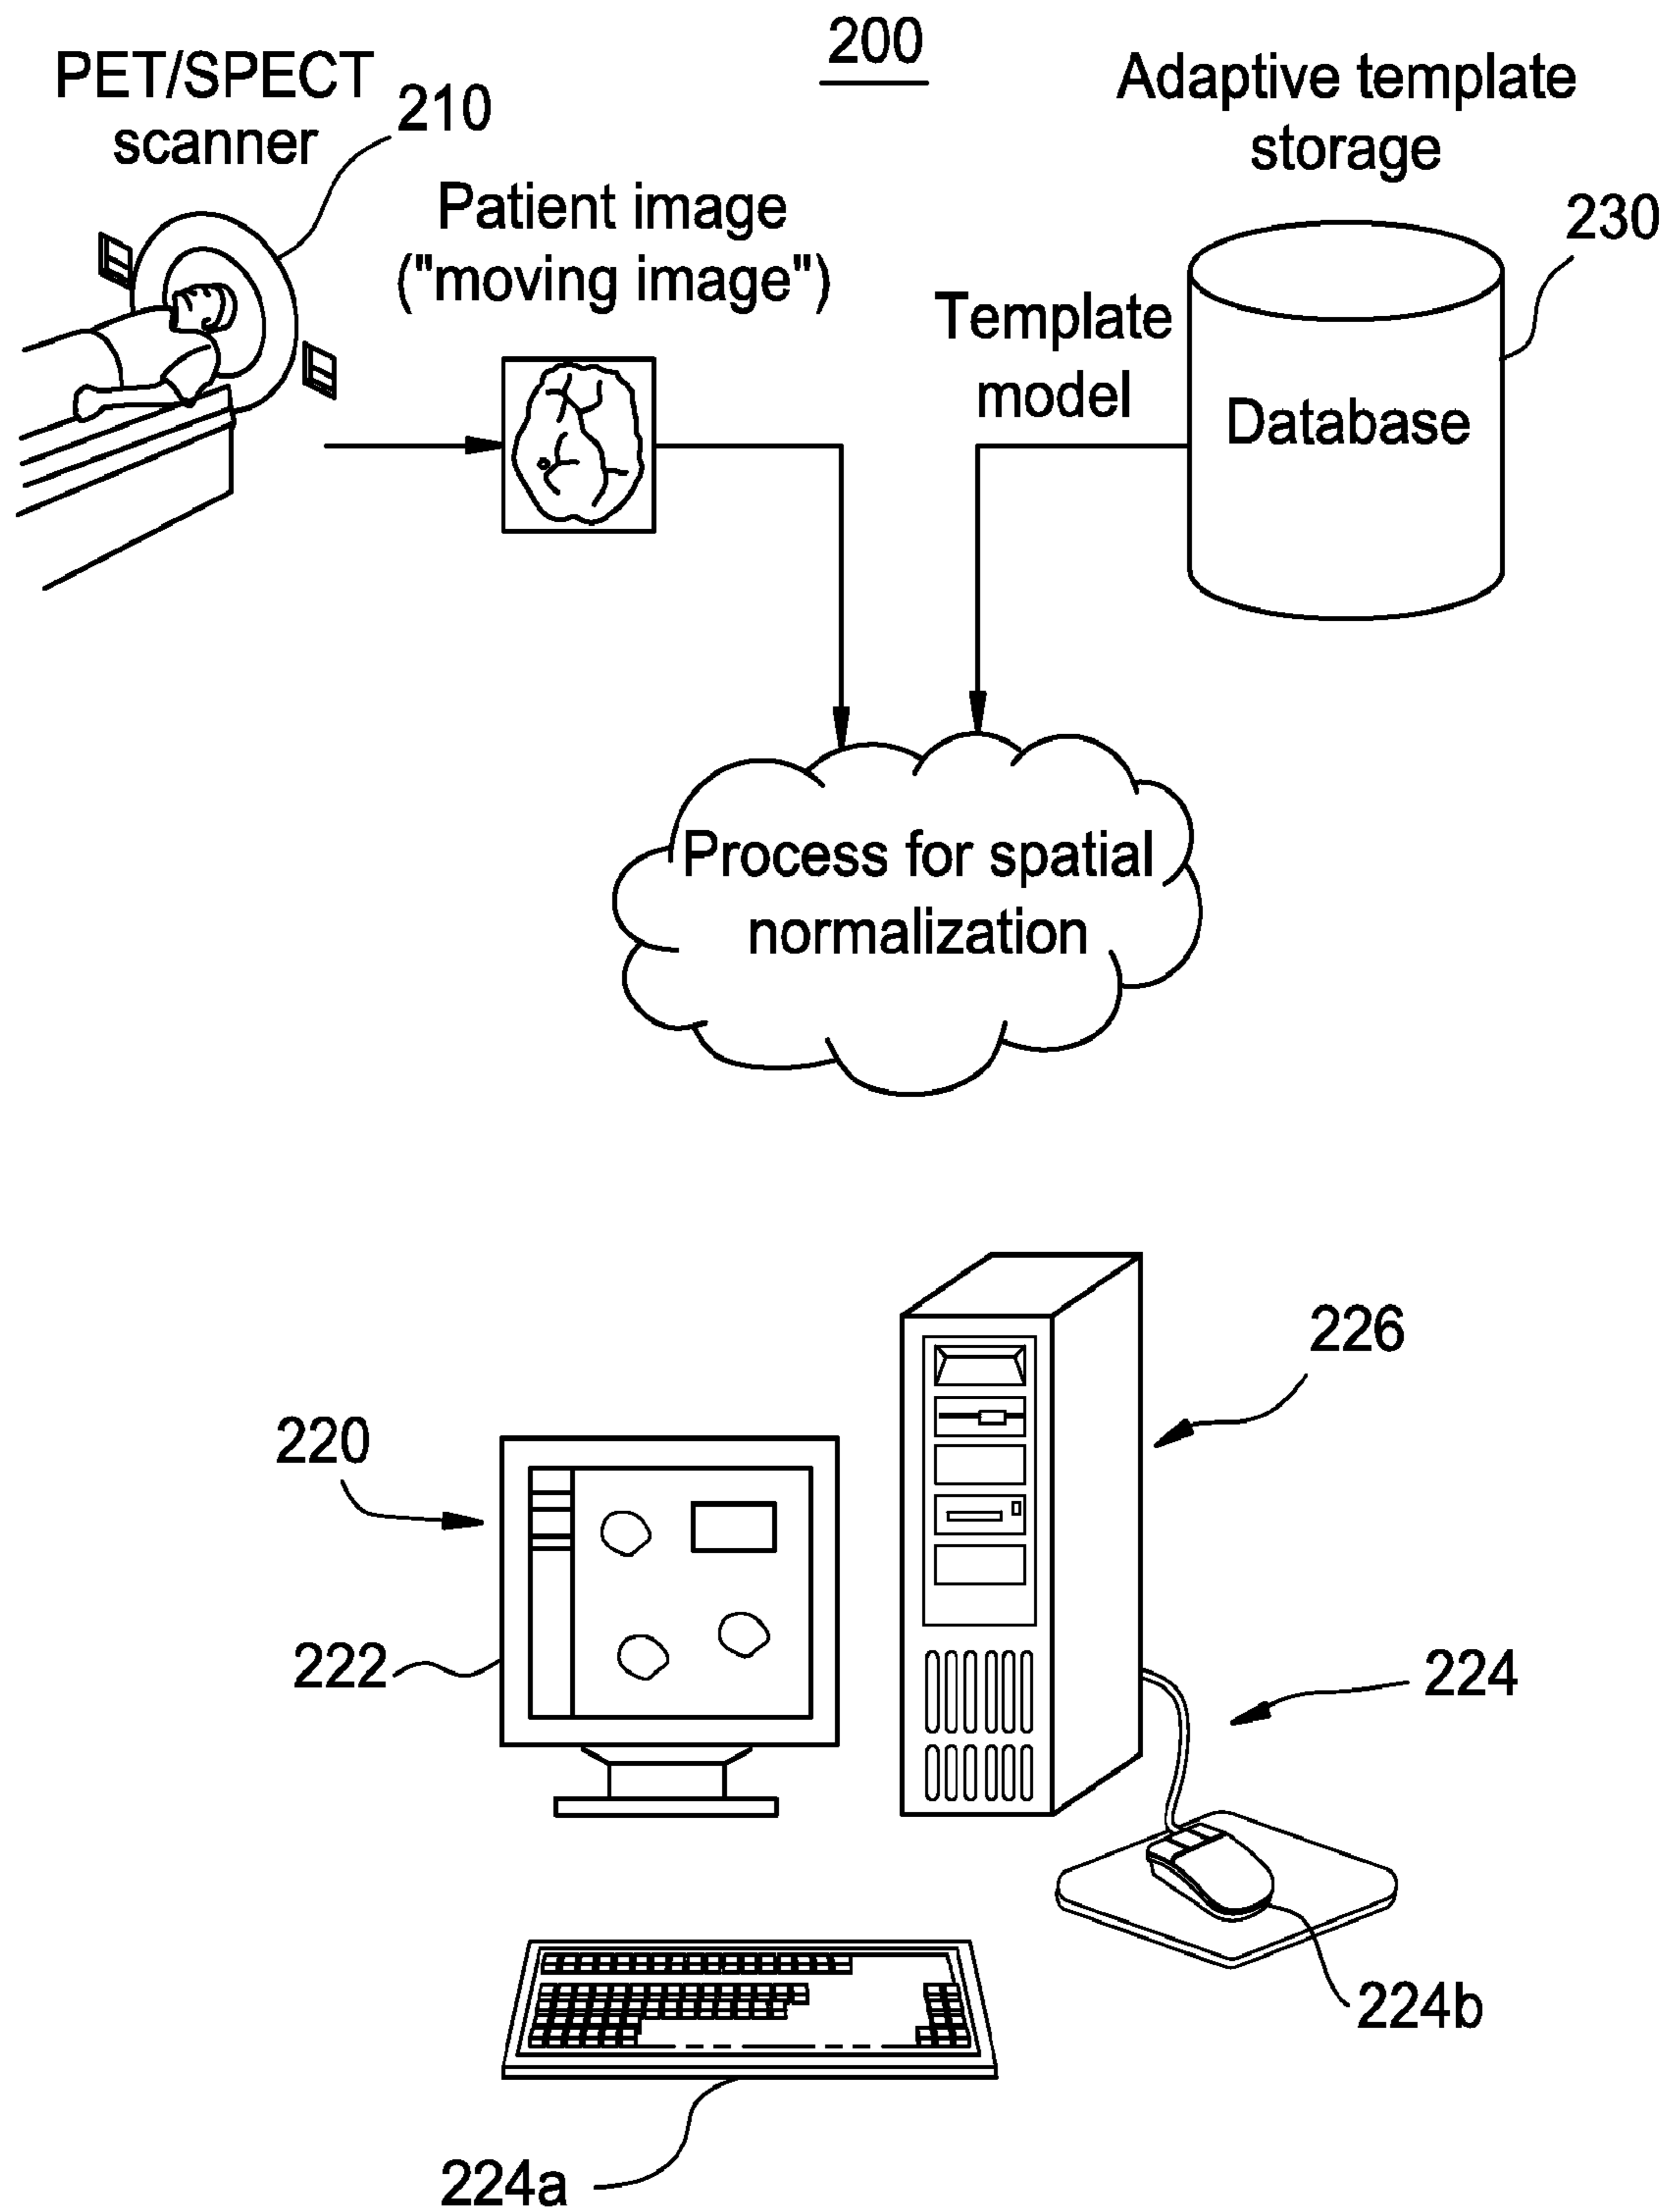 200
PET/SPECT
scanner
210
Patient image
("moving image")
Adaptive template
storage
230
Template
model
Database
Process for spatial
normalization
226
220
222
224
224b
224a